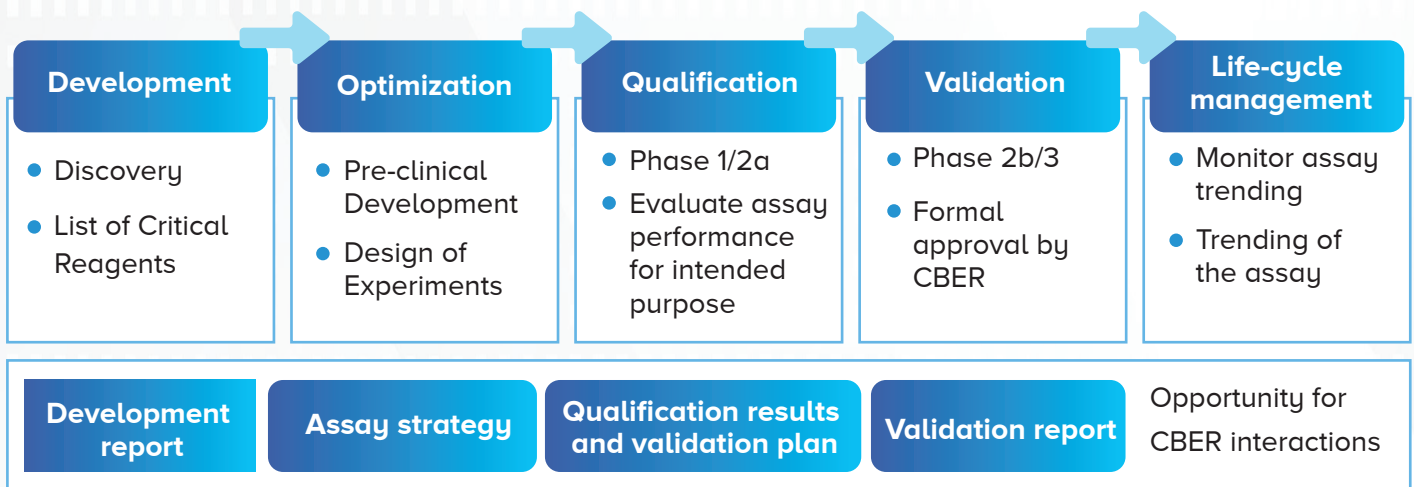 Development
Discovery
List of Critical
Reagents
Optimization
Pre-clinical
Development
Design of
Experiments
Qualification
Phase 1/2a
Evaluate assay
performance
for intended
purpose
Validation
Phase 2b/3
Formal
approval by
CBER
Life-cycle
management
Monitor assay
trending
Trending of
the assay
Development
report
Assay strategy
Qualification results
and validation plan
Validation report
Opportunity for
CBER interactions